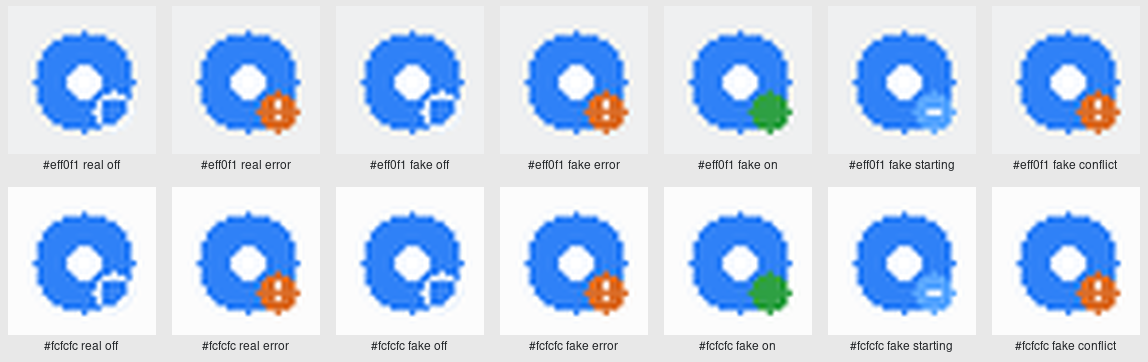 #eff0f1 real off
#eff0f1 real error
#eff0f1 fake off
#eff0f1 fake error
#eff0f1 fake on
#eff0f1 fake starting
#eff0f1 fake conflict
#fcfcfc real off
#fcfcfc real error
#fcfcfc fake off
#fcfcfc fake error
#fcfcfc fake on
#fcfcfc fake starting
#fcfcfc fake conflict